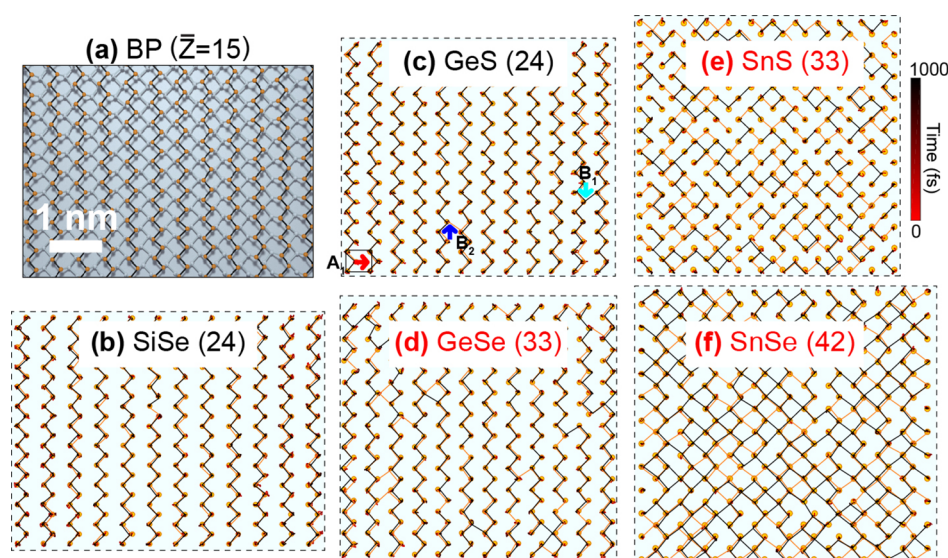 (a) BP (Z̅=15)
1 nm
(b) SiSe (24)
(c) GeS (24)
B₁
B₂
A₁
(d) GeSe (33)
(e) SnS (33)
(f) SnSe (42)
1000
Time (fs)
0